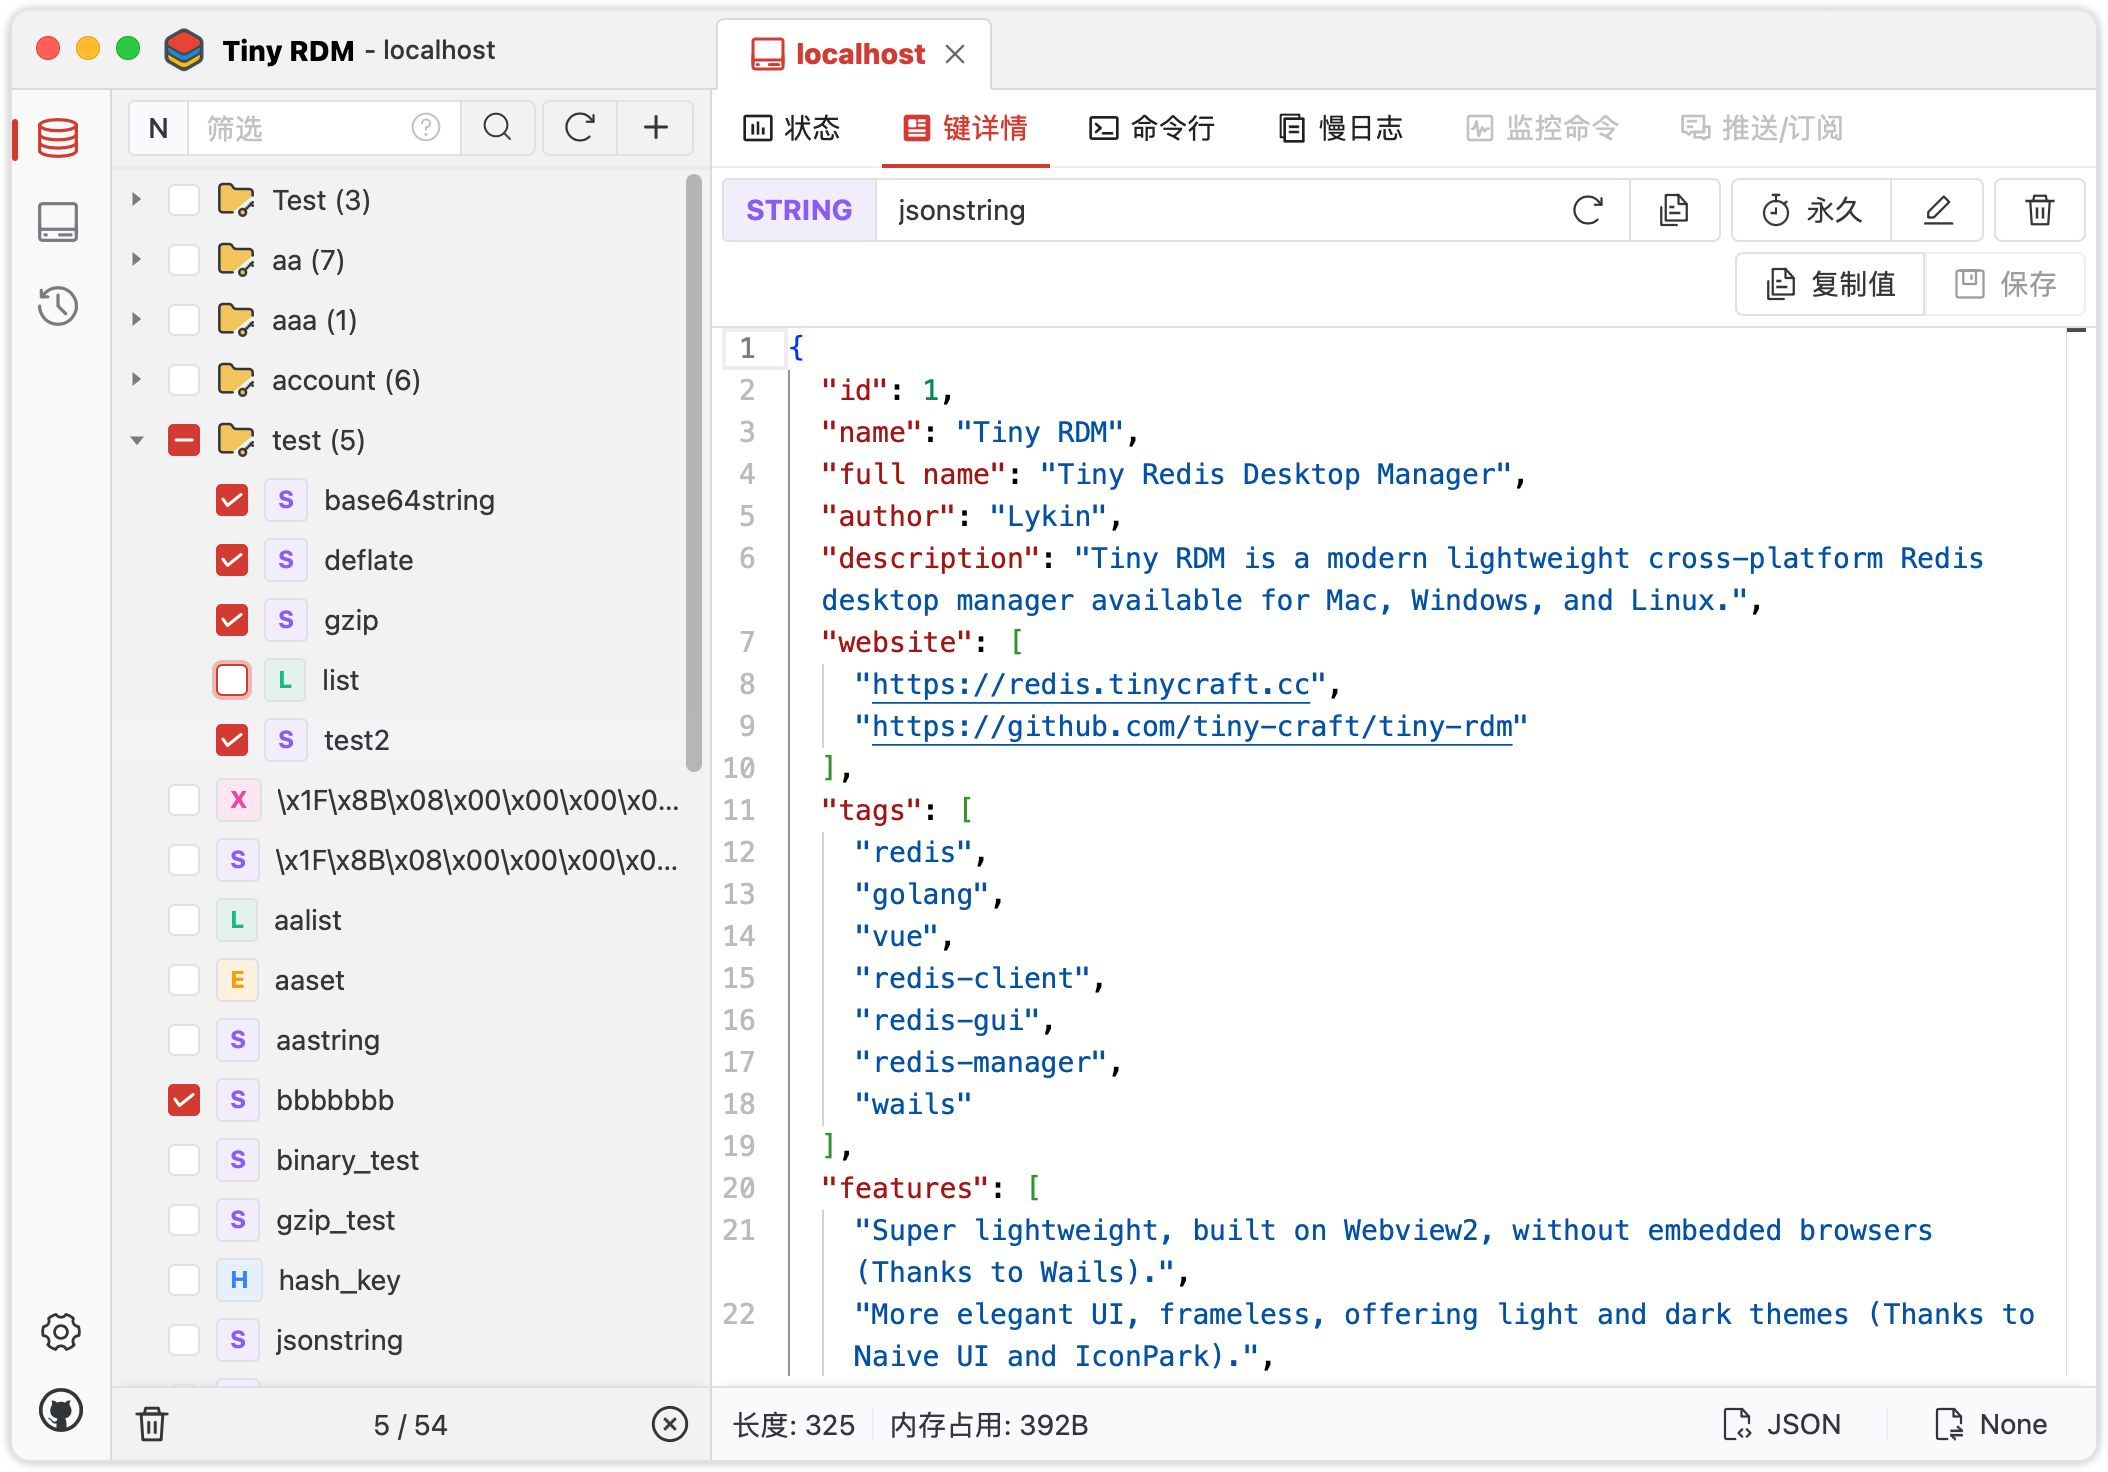 Tiny RDM - localhost
localhost
N 筛选
状态 键详情 命令行 慢日志 监控命令 推送/订阅
STRING jsonstring 永久
复制值 保存
Test (3)
aa (7)
aaa (1)
account (6)
test (5)
S base64string
S deflate
S gzip
L list
S test2
X \x1F\x8B\x08\x00\x00\x00\x0...
S \x1F\x8B\x08\x00\x00\x00\x0...
L aalist
E aaset
S aastring
S bbbbbbb
S binary_test
S gzip_test
H hash_key
S jsonstring
5 / 54
1 {
2 "id": 1,
3 "name": "Tiny RDM",
4 "full name": "Tiny Redis Desktop Manager",
5 "author": "Lykin",
6 "description": "Tiny RDM is a modern lightweight cross-platform Redis
desktop manager available for Mac, Windows, and Linux.",
7 "website": [
8 "https://redis.tinycraft.cc",
9 "https://github.com/tiny-craft/tiny-rdm"
10 ],
11 "tags": [
12 "redis",
13 "golang",
14 "vue",
15 "redis-client",
16 "redis-gui",
17 "redis-manager",
18 "wails"
19 ],
20 "features": [
21 "Super lightweight, built on Webview2, without embedded browsers
(Thanks to Wails).",
22 "More elegant UI, frameless, offering light and dark themes (Thanks to
Naive UI and IconPark).",
长度: 325 内存占用: 392B JSON None